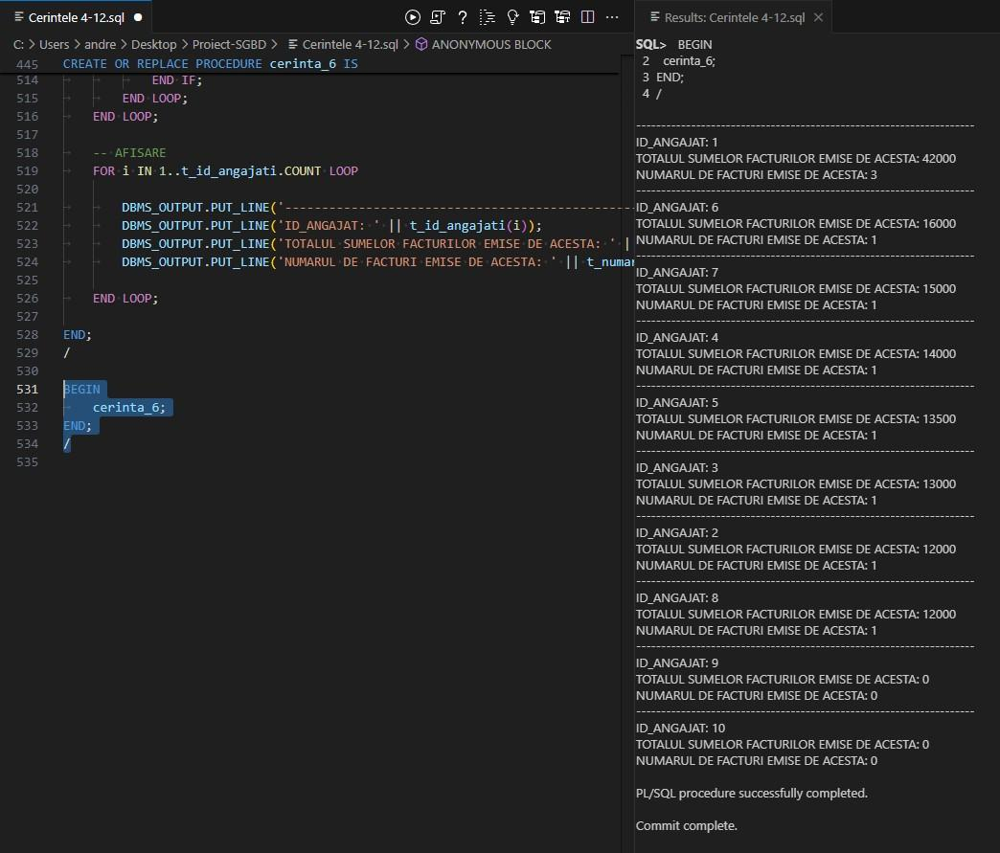 Cerintele 4-12.sql
C: > Users > andre > Desktop > Proiect-SGBD > Cerintele 4-12.sql > ANONYMOUS BLOCK
445 CREATE OR REPLACE PROCEDURE cerinta_6 IS
514 END IF;
515 END LOOP;
516 END LOOP;
517
518 -- AFISARE
519 FOR i IN 1..t_id_angajati.COUNT LOOP
520
521 DBMS_OUTPUT.PUT_LINE('-----------------------------------------------
522 DBMS_OUTPUT.PUT_LINE('ID_ANGAJAT: ' || t_id_angajati(i));
523 DBMS_OUTPUT.PUT_LINE('TOTALUL SUMELOR FACTURILOR EMISE DE ACESTA: ' |
524 DBMS_OUTPUT.PUT_LINE('NUMARUL DE FACTURI EMISE DE ACESTA: ' || t_numar
525
526 END LOOP;
527
528 END;
529 /
530
531 BEGIN
532 cerinta_6;
533 END;
534 /
535
Results: Cerintele 4-12.sql
SQL> BEGIN
2 cerinta_6;
3 END;
4 /
--------------------------------------------------------------------
ID_ANGAJAT: 1
TOTALUL SUMELOR FACTURILOR EMISE DE ACESTA: 42000
NUMARUL DE FACTURI EMISE DE ACESTA: 3
--------------------------------------------------------------------
ID_ANGAJAT: 6
TOTALUL SUMELOR FACTURILOR EMISE DE ACESTA: 16000
NUMARUL DE FACTURI EMISE DE ACESTA: 1
--------------------------------------------------------------------
ID_ANGAJAT: 7
TOTALUL SUMELOR FACTURILOR EMISE DE ACESTA: 15000
NUMARUL DE FACTURI EMISE DE ACESTA: 1
--------------------------------------------------------------------
ID_ANGAJAT: 4
TOTALUL SUMELOR FACTURILOR EMISE DE ACESTA: 14000
NUMARUL DE FACTURI EMISE DE ACESTA: 1
--------------------------------------------------------------------
ID_ANGAJAT: 5
TOTALUL SUMELOR FACTURILOR EMISE DE ACESTA: 13500
NUMARUL DE FACTURI EMISE DE ACESTA: 1
--------------------------------------------------------------------
ID_ANGAJAT: 3
TOTALUL SUMELOR FACTURILOR EMISE DE ACESTA: 13000
NUMARUL DE FACTURI EMISE DE ACESTA: 1
--------------------------------------------------------------------
ID_ANGAJAT: 2
TOTALUL SUMELOR FACTURILOR EMISE DE ACESTA: 12000
NUMARUL DE FACTURI EMISE DE ACESTA: 1
--------------------------------------------------------------------
ID_ANGAJAT: 8
TOTALUL SUMELOR FACTURILOR EMISE DE ACESTA: 12000
NUMARUL DE FACTURI EMISE DE ACESTA: 1
--------------------------------------------------------------------
ID_ANGAJAT: 9
TOTALUL SUMELOR FACTURILOR EMISE DE ACESTA: 0
NUMARUL DE FACTURI EMISE DE ACESTA: 0
--------------------------------------------------------------------
ID_ANGAJAT: 10
TOTALUL SUMELOR FACTURILOR EMISE DE ACESTA: 0
NUMARUL DE FACTURI EMISE DE ACESTA: 0
PL/SQL procedure successfully completed.
Commit complete.